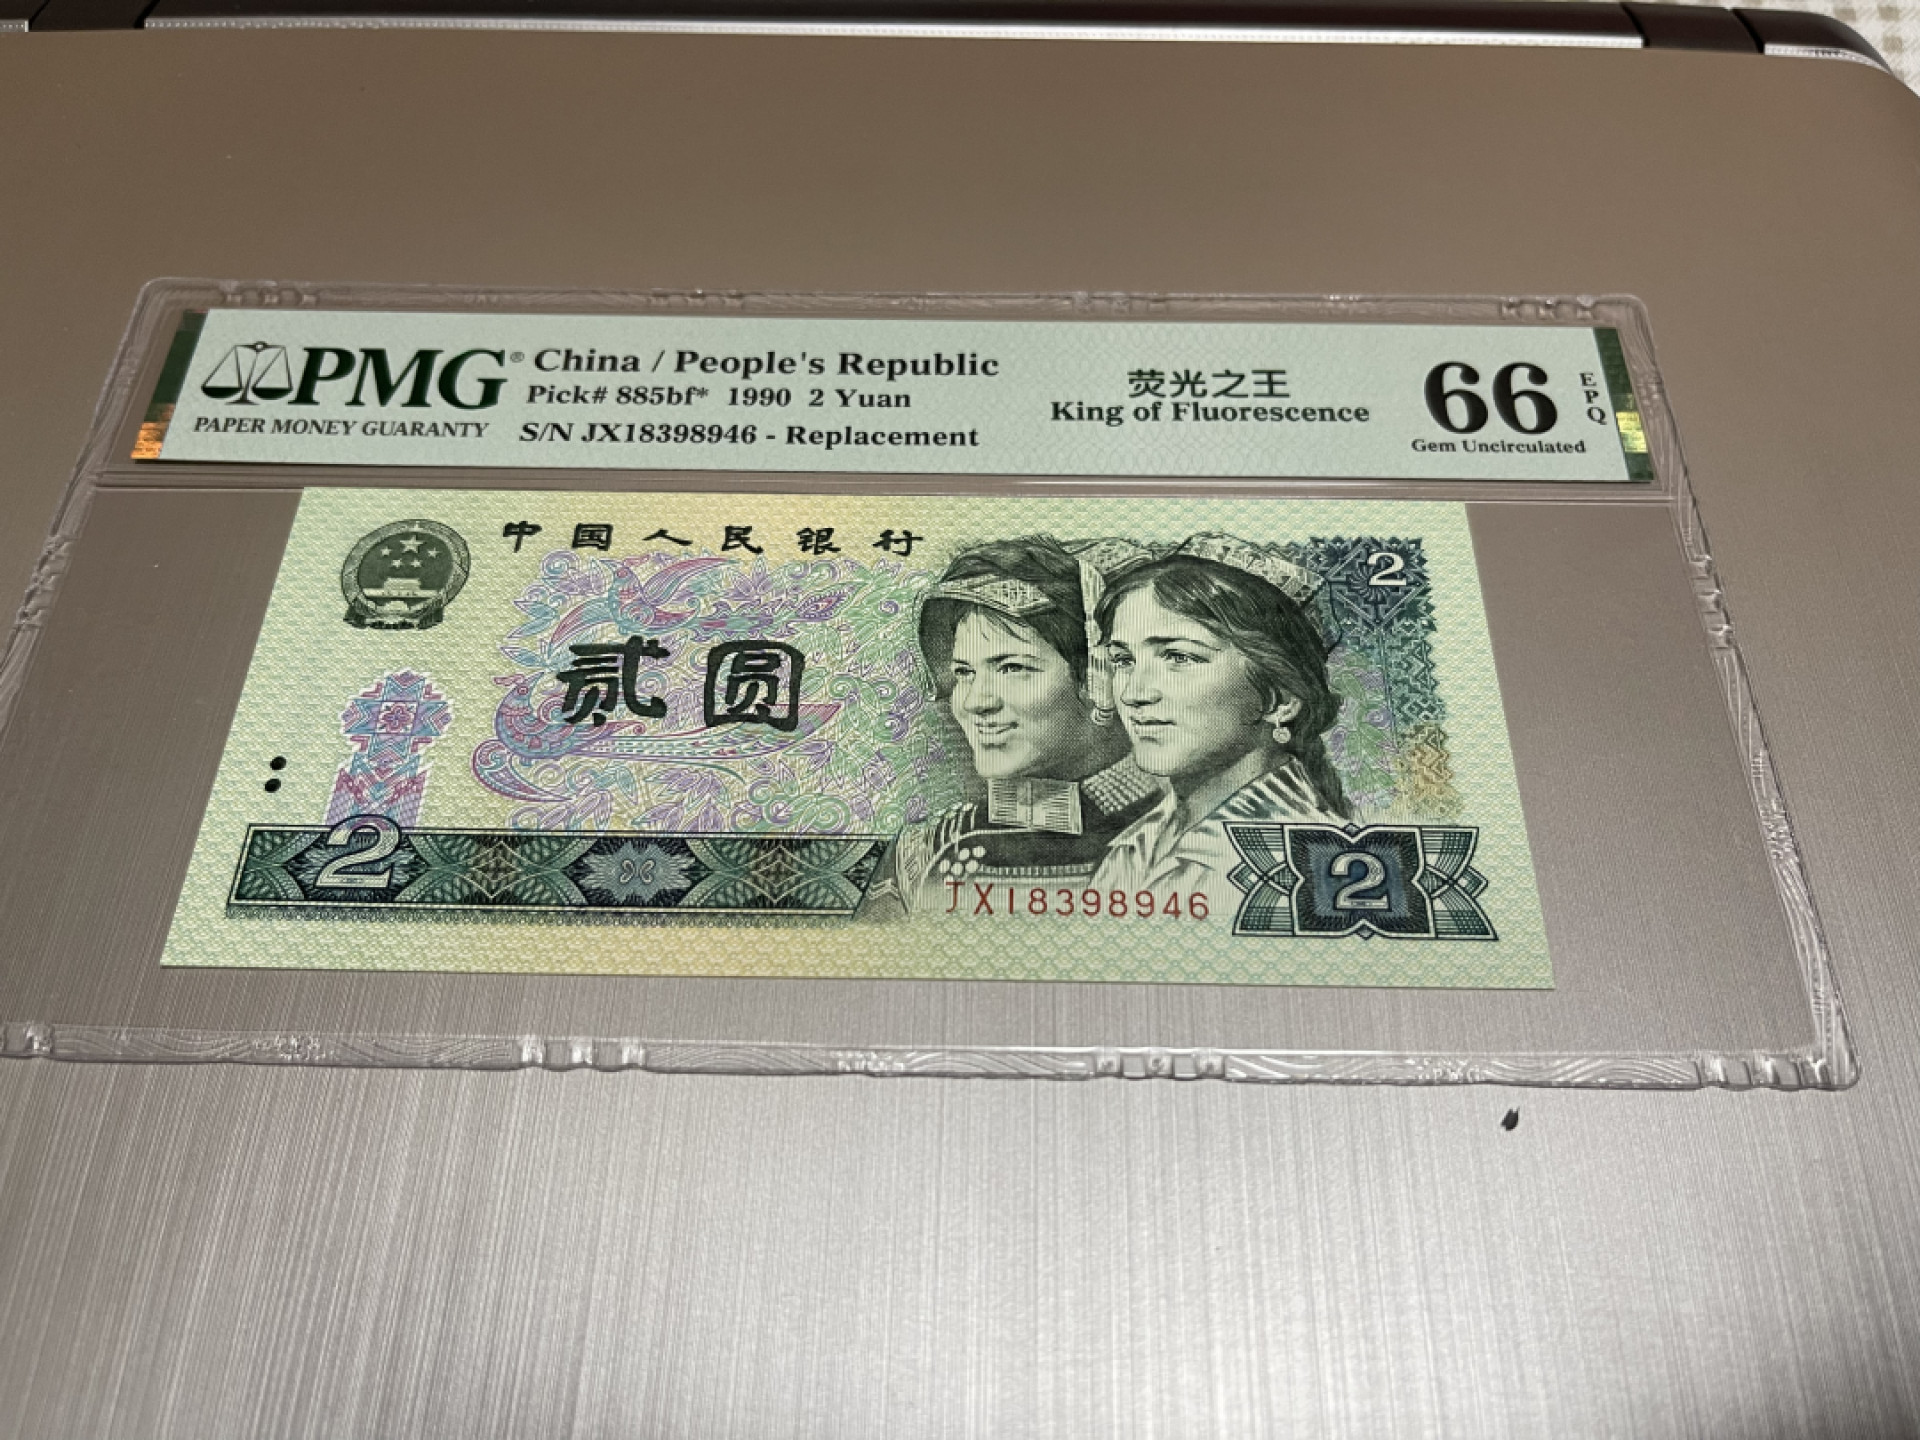 PMG® China / People's Republic
Pick# 885bf* 1990 2 Yuan
PAPER MONEY GUARANTY
S/N JX18398946 - Replacement
荧光之王
King of Fluorescence
66
EPQ
Gem Uncirculated
中国人民银行
2
贰圆
2
JX18398946
2